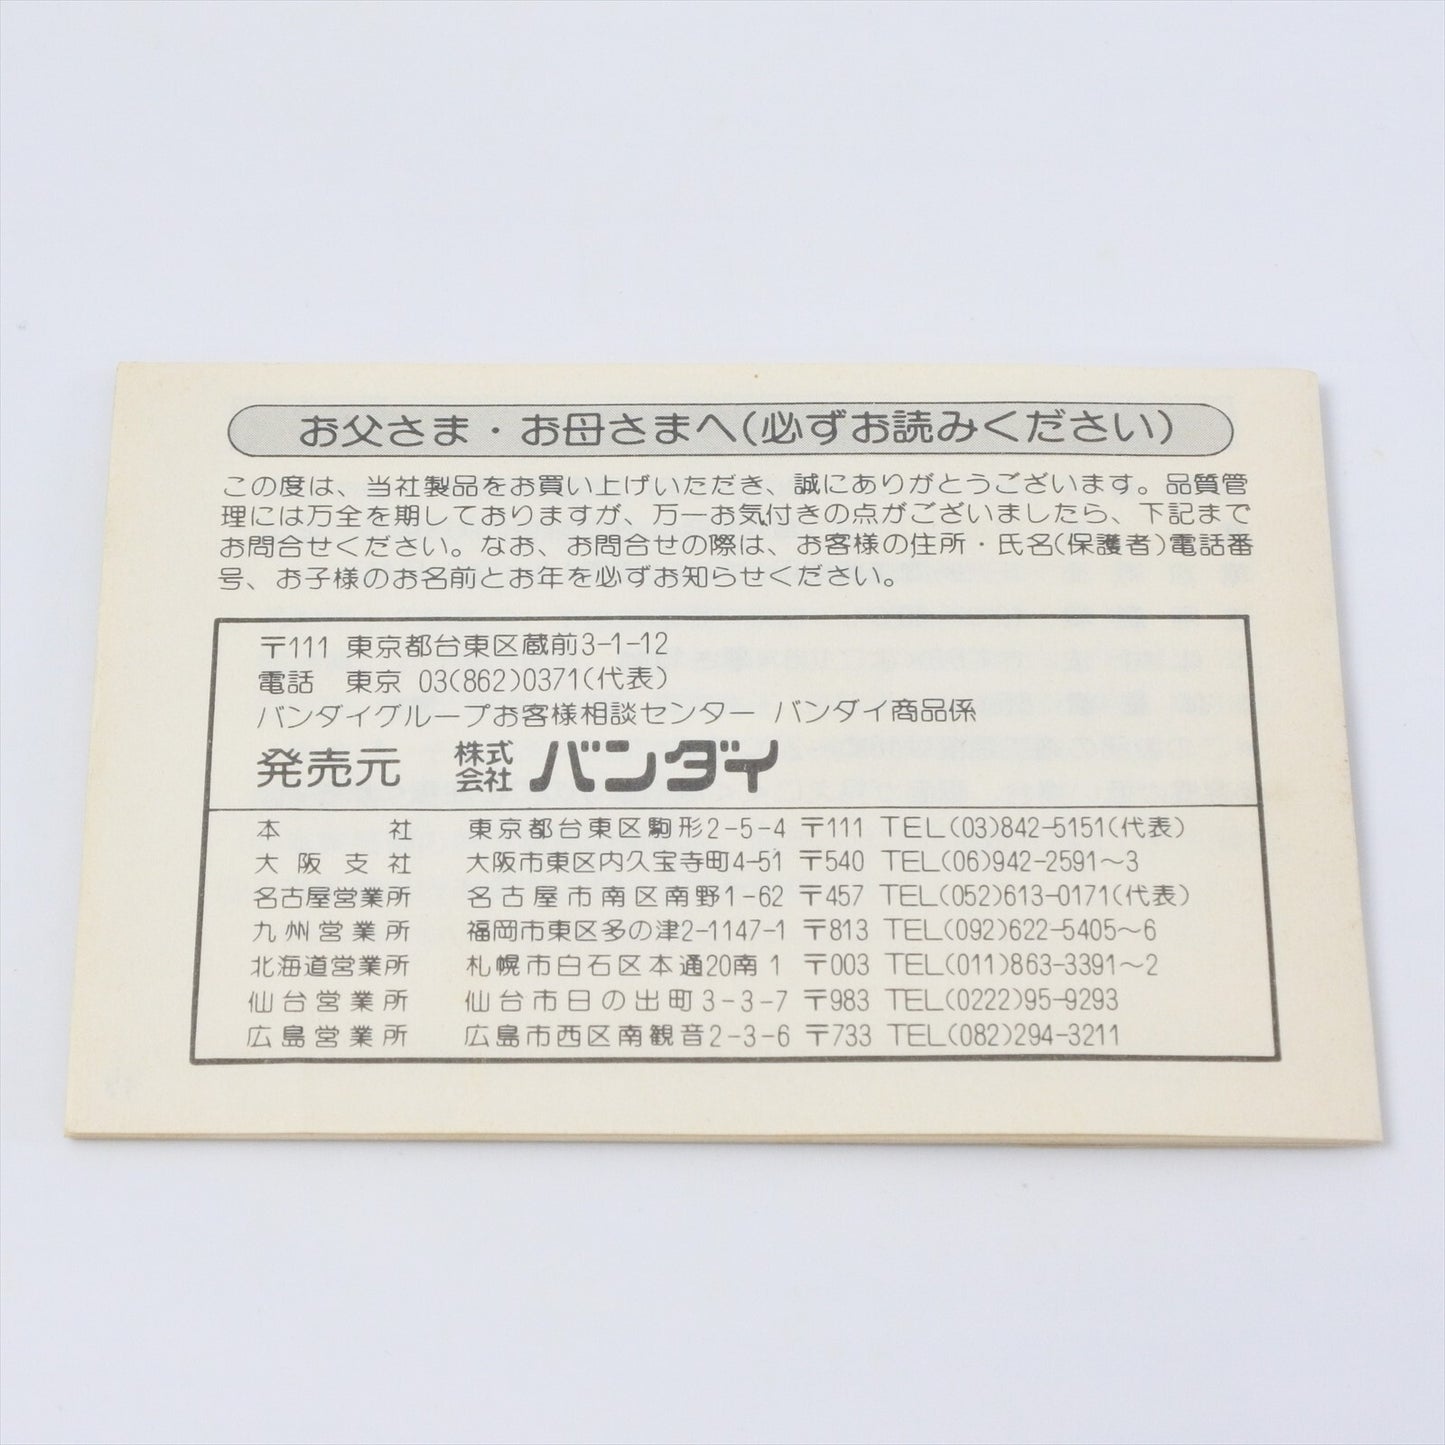 お父さま・お母さまへ(必ずお読みください)
この度は、当社製品をお買い上げいただき、誠にありがとうございます。品質管
理には万全を期しておりますが、万一お気付きの点がございましたら、下記まで
お問合せください。なお、お問合せの際は、お客様の住所・氏名(保護者)電話番
号、お子様のお名前とお年を必ずお知らせください。
〒111 東京都台東区蔵前3-1-12
電話 東京 03(862)0371(代表)
バンダイグループお客様相談センター バンダイ商品係
発売元 株式会社 バンダイ
本社 東京都台東区駒形2-5-4 〒111 TEL(03)842-5151(代表)
大阪支社 大阪市東区内久宝寺町4-51 〒540 TEL(06)942-2591〜3
名古屋営業所 名古屋市南区南野1-62 〒457 TEL(052)613-0171(代表)
九州営業所 福岡市東区多の津2-1147-1 〒813 TEL(092)622-5405〜6
北海道営業所 札幌市白石区本通20南1 〒003 TEL(011)863-3391〜2
仙台営業所 仙台市日の出町3-3-7 〒983 TEL(0222)95-9293
広島営業所 広島市西区南観音2-3-6 〒733 TEL(082)294-3211